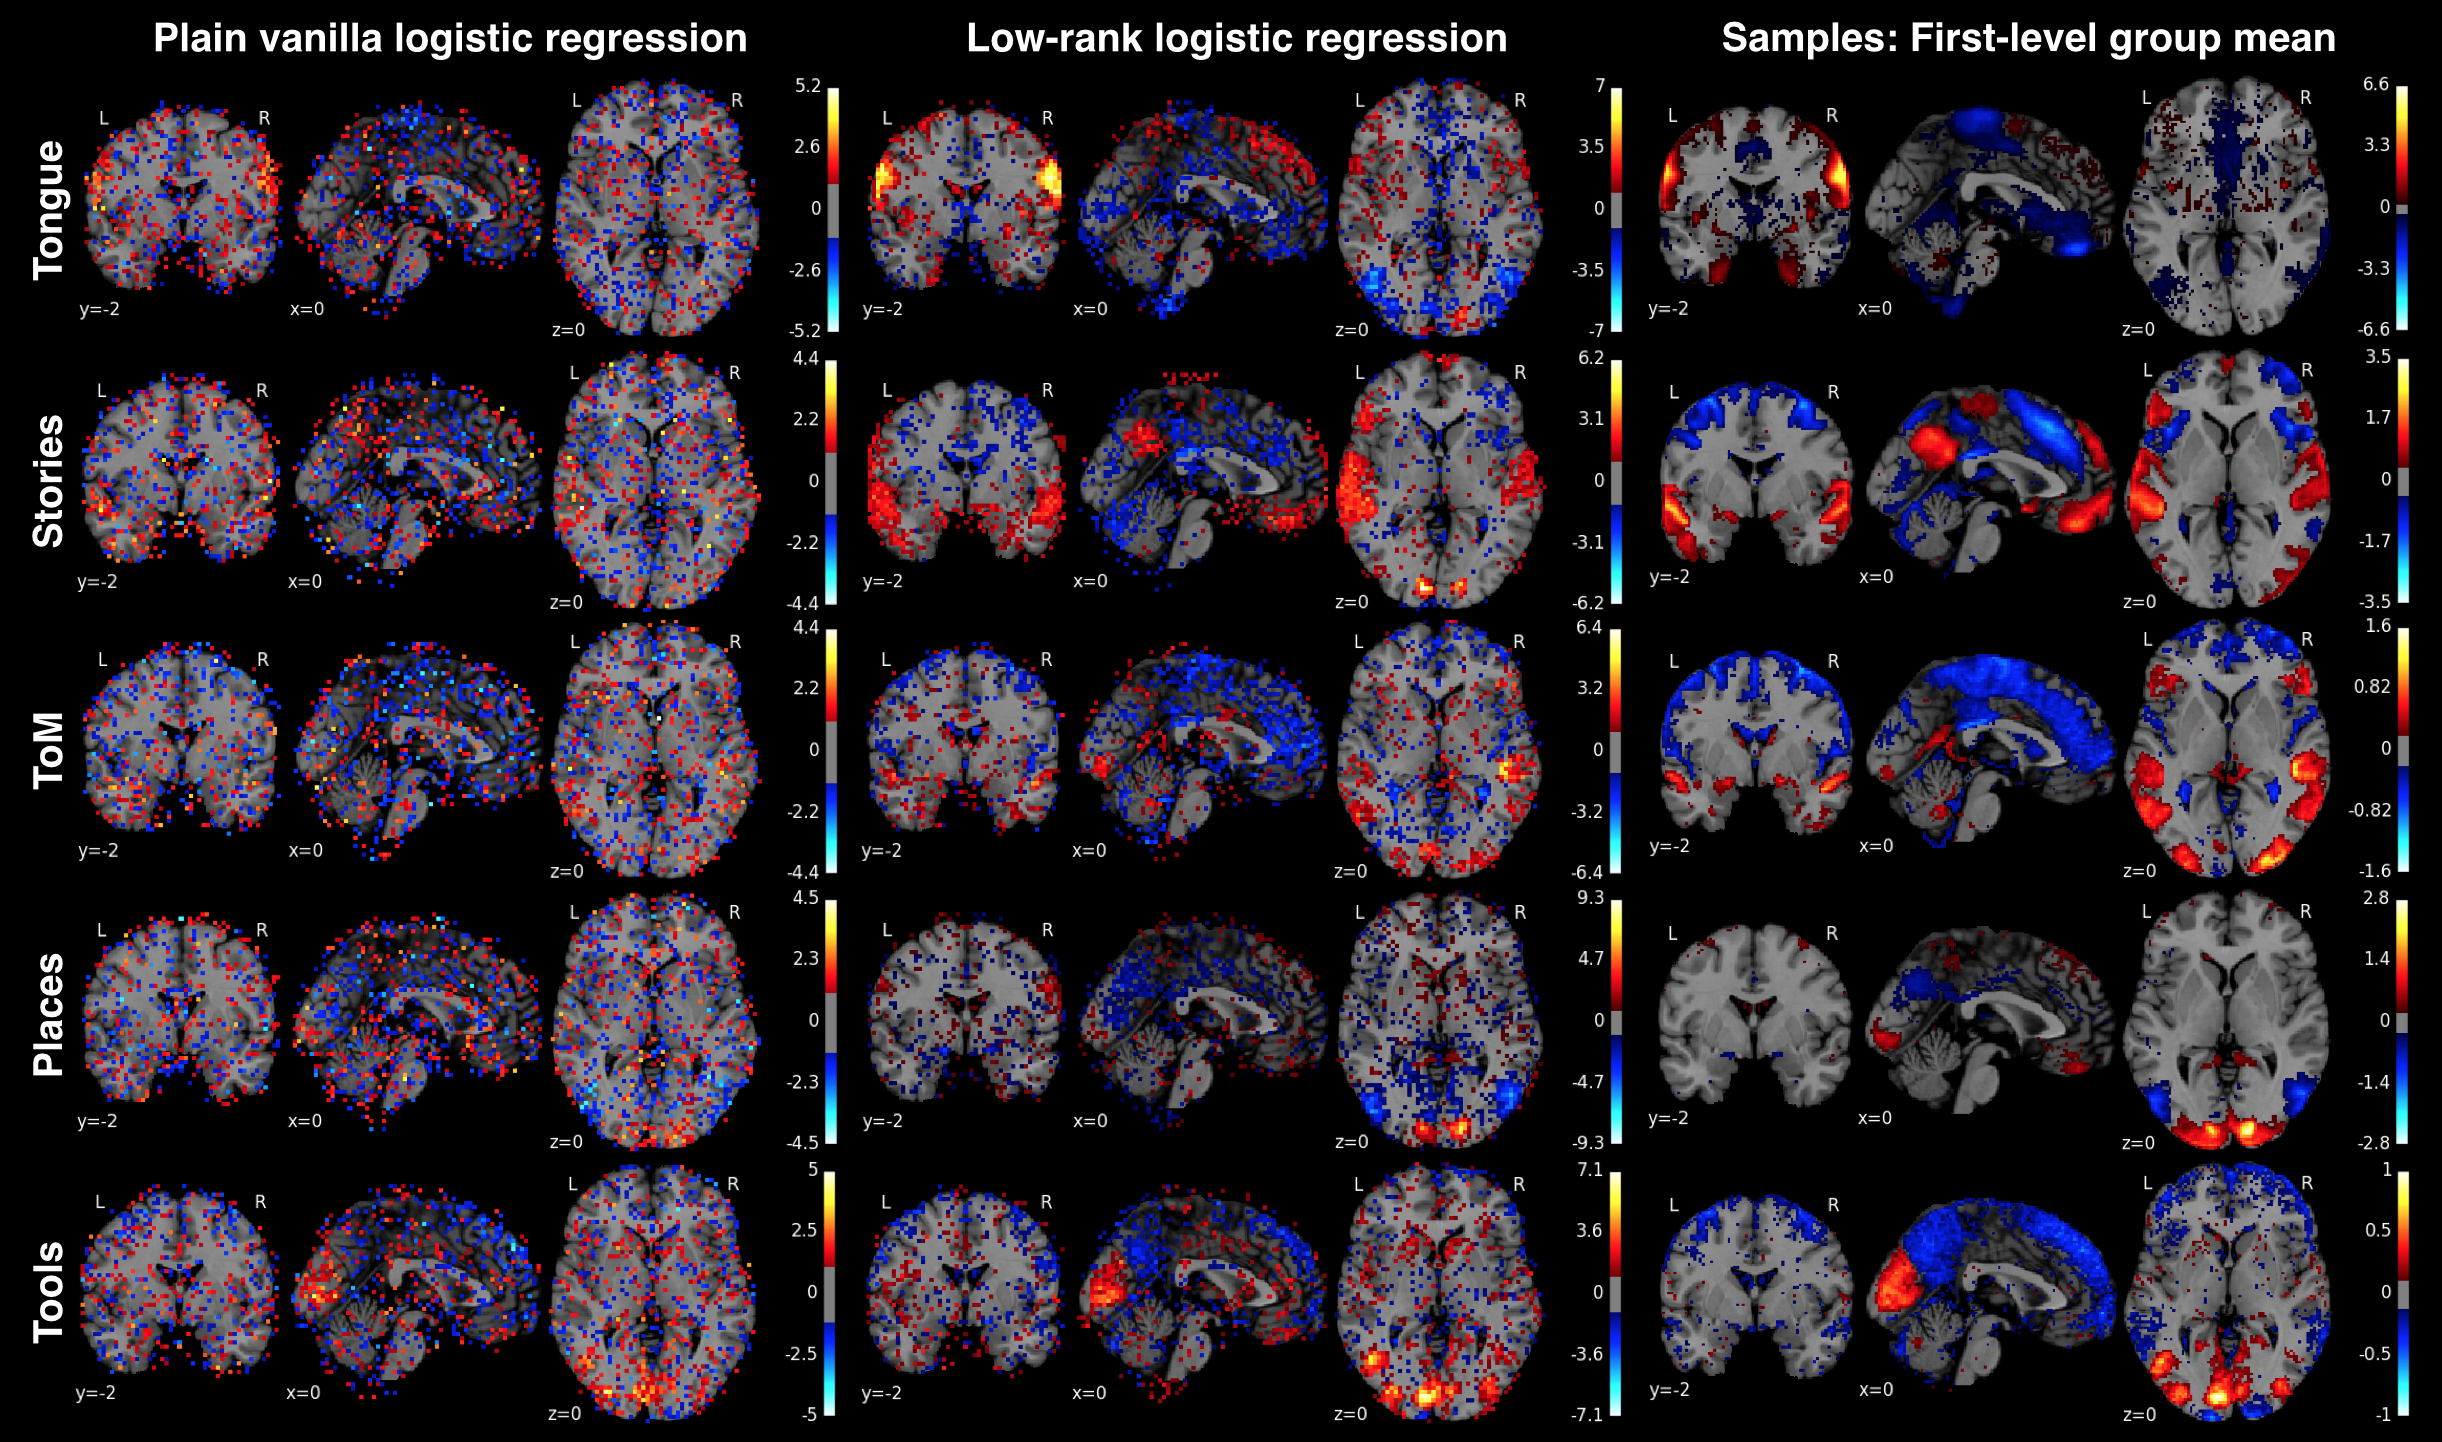 Plain vanilla logistic regression Low-rank logistic regression Samples: First-level group mean
Tongue
L R L R 5.2 2.6 0 -2.6 -5.2
y=-2 x=0 z=0
L R L R 7 3.5 0 -3.5 -7
y=-2 x=0 z=0
L R L R 6.6 3.3 0 -3.3 -6.6
y=-2 x=0 z=0
Stories
L R L R 4.4 2.2 0 -2.2 -4.4
y=-2 x=0 z=0
L R L R 6.2 3.1 0 -3.1 -6.2
y=-2 x=0 z=0
L R L R 3.5 1.7 0 -1.7 -3.5
y=-2 x=0 z=0
ToM
L R L R 4.4 2.2 0 -2.2 -4.4
y=-2 x=0 z=0
L R L R 6.4 3.2 0 -3.2 -6.4
y=-2 x=0 z=0
L R L R 1.6 0.82 0 -0.82 -1.6
y=-2 x=0 z=0
Places
L R L R 4.5 2.3 0 -2.3 -4.5
y=-2 x=0 z=0
L R L R 9.3 4.7 0 -4.7 -9.3
y=-2 x=0 z=0
L R L R 2.8 1.4 0 -1.4 -2.8
y=-2 x=0 z=0
Tools
L R L R 5 2.5 0 -2.5 -5
y=-2 x=0 z=0
L R L R 7.1 3.6 0 -3.6 -7.1
y=-2 x=0 z=0
L R L R 1 0.5 0 -0.5 -1
y=-2 x=0 z=0